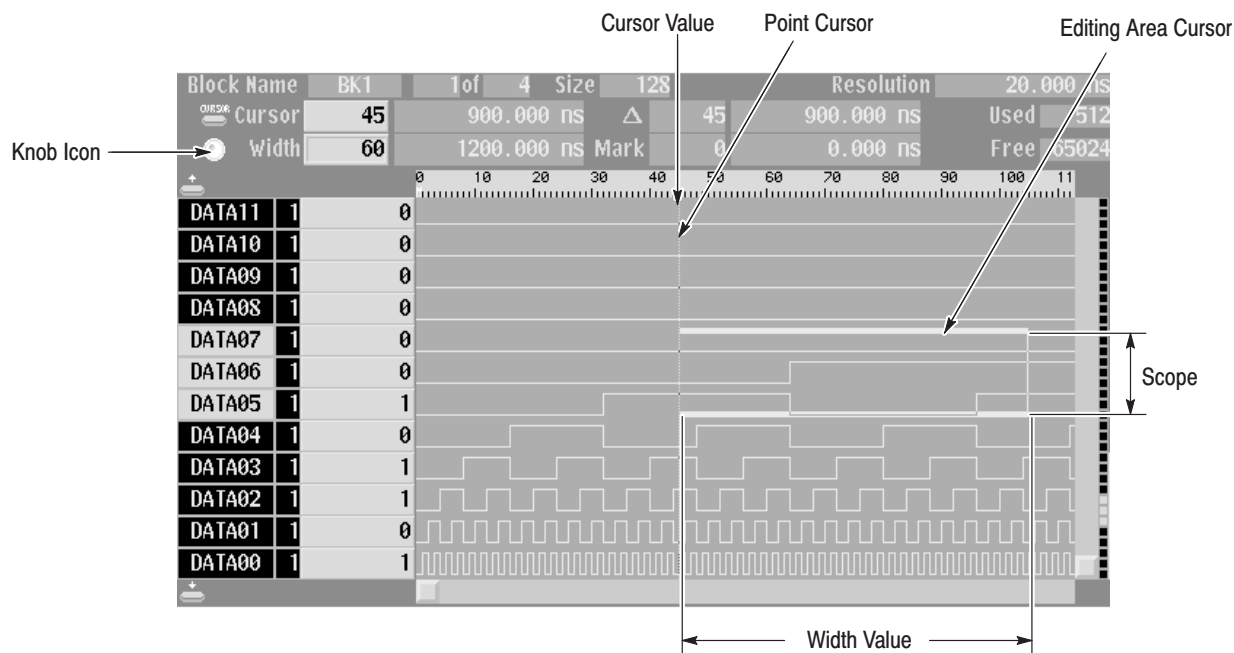 Cursor Value Point Cursor Editing Area Cursor
Block Name BK1 1of 4 Size 128 Resolution 20.000 ns
CURSOR Cursor 45 900.000 ns Δ 45 900.000 ns Used 512
Knob Icon Width 60 1200.000 ns Mark 0 0.000 ns Free 65024
0 10 20 30 40 50 60 70 80 90 100 11
DATA11 1 0
DATA10 1 0
DATA09 1 0
DATA08 1 0
DATA07 1 0
DATA06 1 0
Scope
DATA05 1 1
DATA04 1 0
DATA03 1 1
DATA02 1 1
DATA01 1 0
DATA00 1 1
Width Value